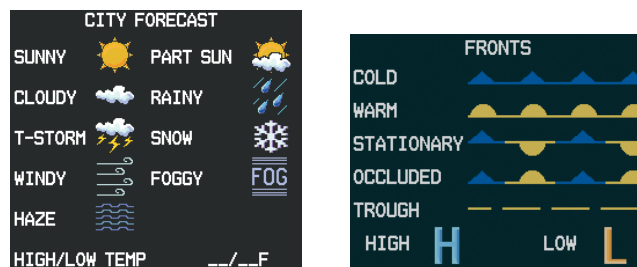 CITY FORECAST
SUNNY PART SUN
CLOUDY RAINY
T-STORM SNOW
WINDY FOGGY FOG
HAZE
HIGH/LOW TEMP __/__F
FRONTS
COLD
WARM
STATIONARY
OCCLUDED
TROUGH
HIGH H LOW L